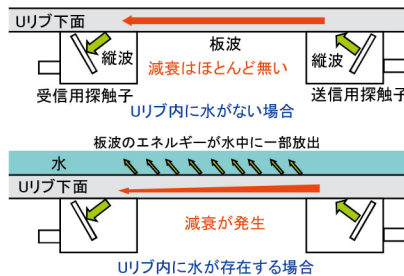 Uリブ下面
板波
縦波
縦波
減衰はほとんど無い
受信用探触子
送信用探触子
Uリブ内に水がない場合
板波のエネルギーが水中に一部放出
水
Uリブ下面
減衰が発生
Uリブ内に水が存在する場合